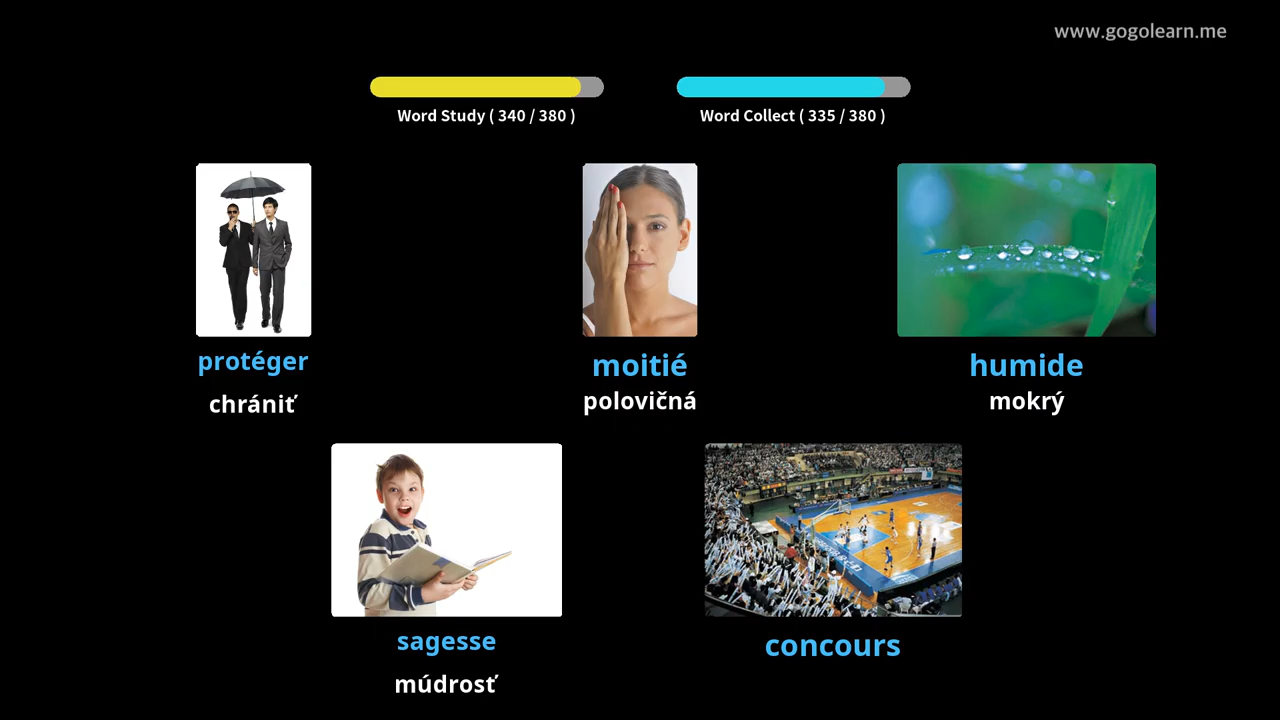 www.gogolearn.me
Word Study ( 340 / 380 )
Word Collect ( 335 / 380 )
protéger
chrániť
moitié
polovičná
humide
mokrý
sagesse
múdrosť
concours